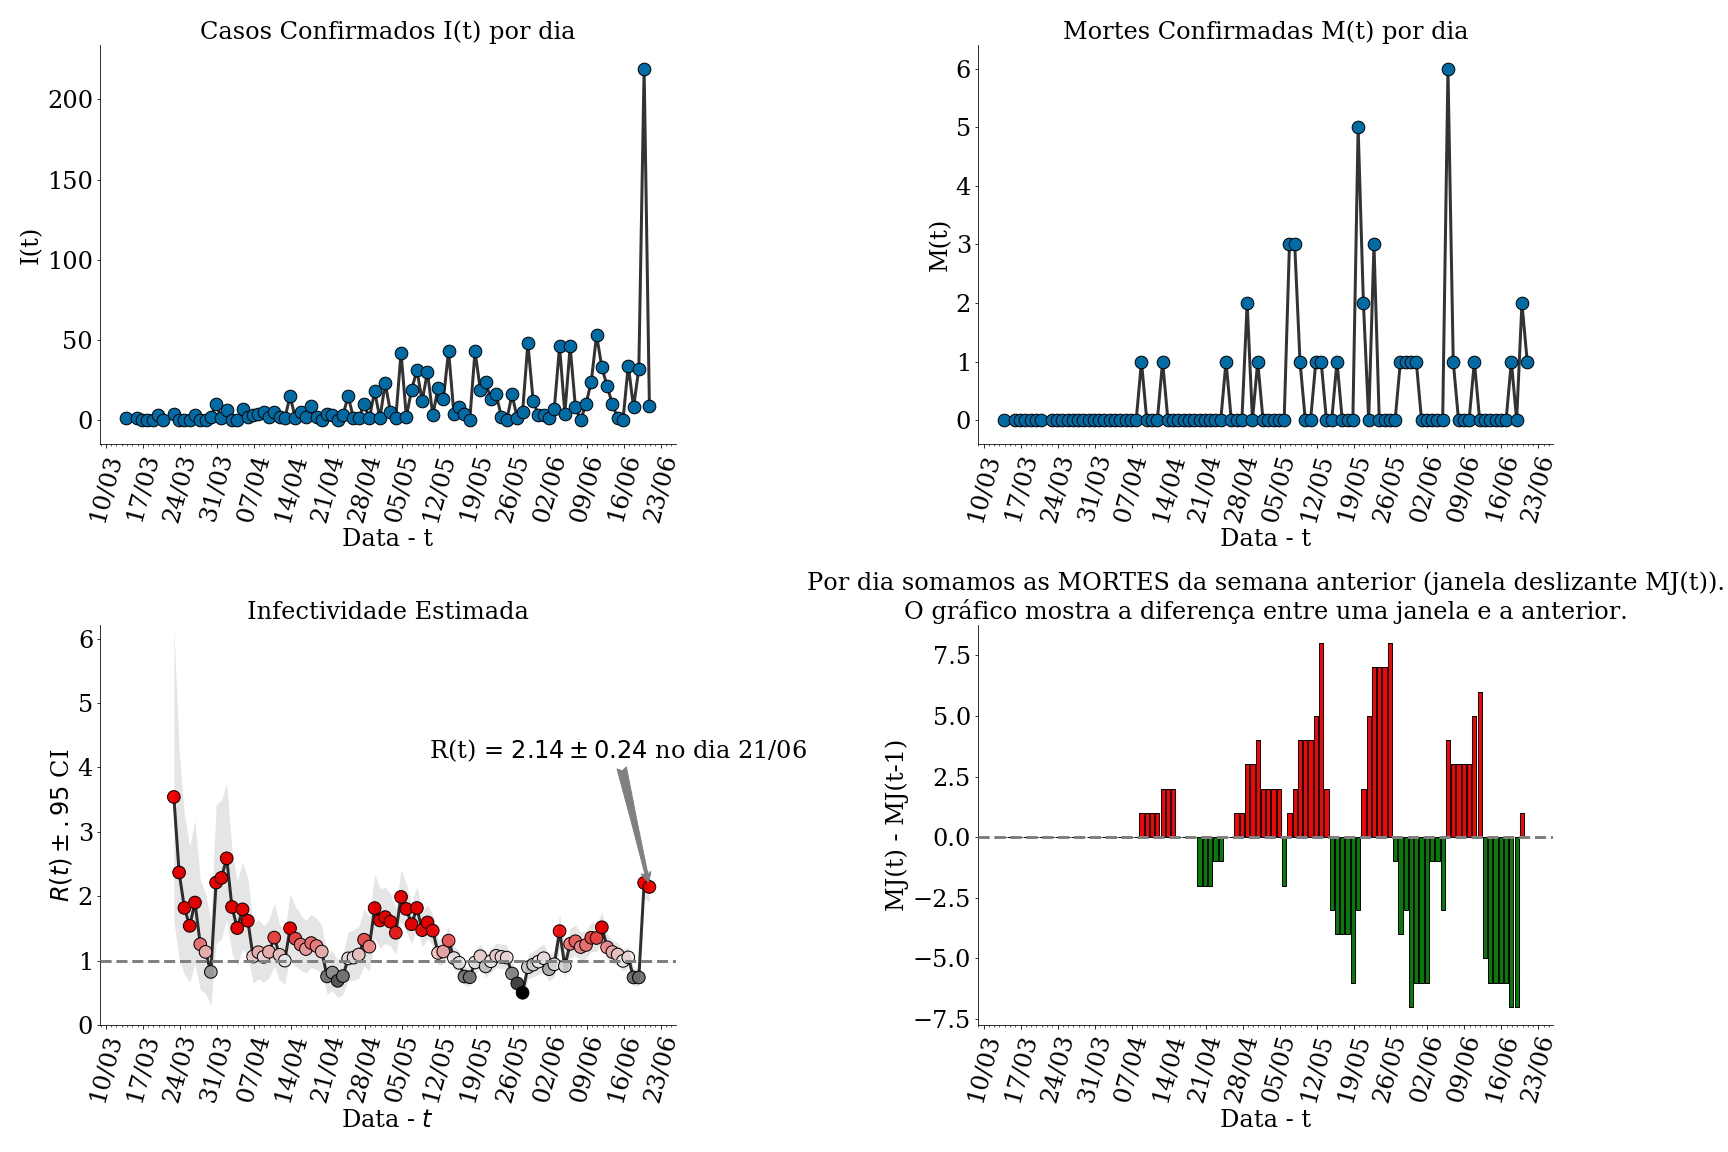 Casos Confirmados I(t) por dia
I(t)
200
150
100
50
0
10/03 17/03 24/03 31/03 07/04 14/04 21/04 28/04 05/05 12/05 19/05 26/05 02/06 09/06 16/06 23/06
Data - t
Mortes Confirmadas M(t) por dia
M(t)
6
5
4
3
2
1
0
10/03 17/03 24/03 31/03 07/04 14/04 21/04 28/04 05/05 12/05 19/05 26/05 02/06 09/06 16/06 23/06
Data - t
Infectividade Estimada
R(t) ± .95 CI
6
5
4
3
2
1
0
R(t) = 2.14 ± 0.24 no dia 21/06
10/03 17/03 24/03 31/03 07/04 14/04 21/04 28/04 05/05 12/05 19/05 26/05 02/06 09/06 16/06 23/06
Data - t
Por dia somamos as MORTES da semana anterior (janela deslizante MJ(t)).
O gráfico mostra a diferença entre uma janela e a anterior.
MJ(t) - MJ(t-1)
7.5
5.0
2.5
0.0
−2.5
−5.0
−7.5
10/03 17/03 24/03 31/03 07/04 14/04 21/04 28/04 05/05 12/05 19/05 26/05 02/06 09/06 16/06 23/06
Data - t